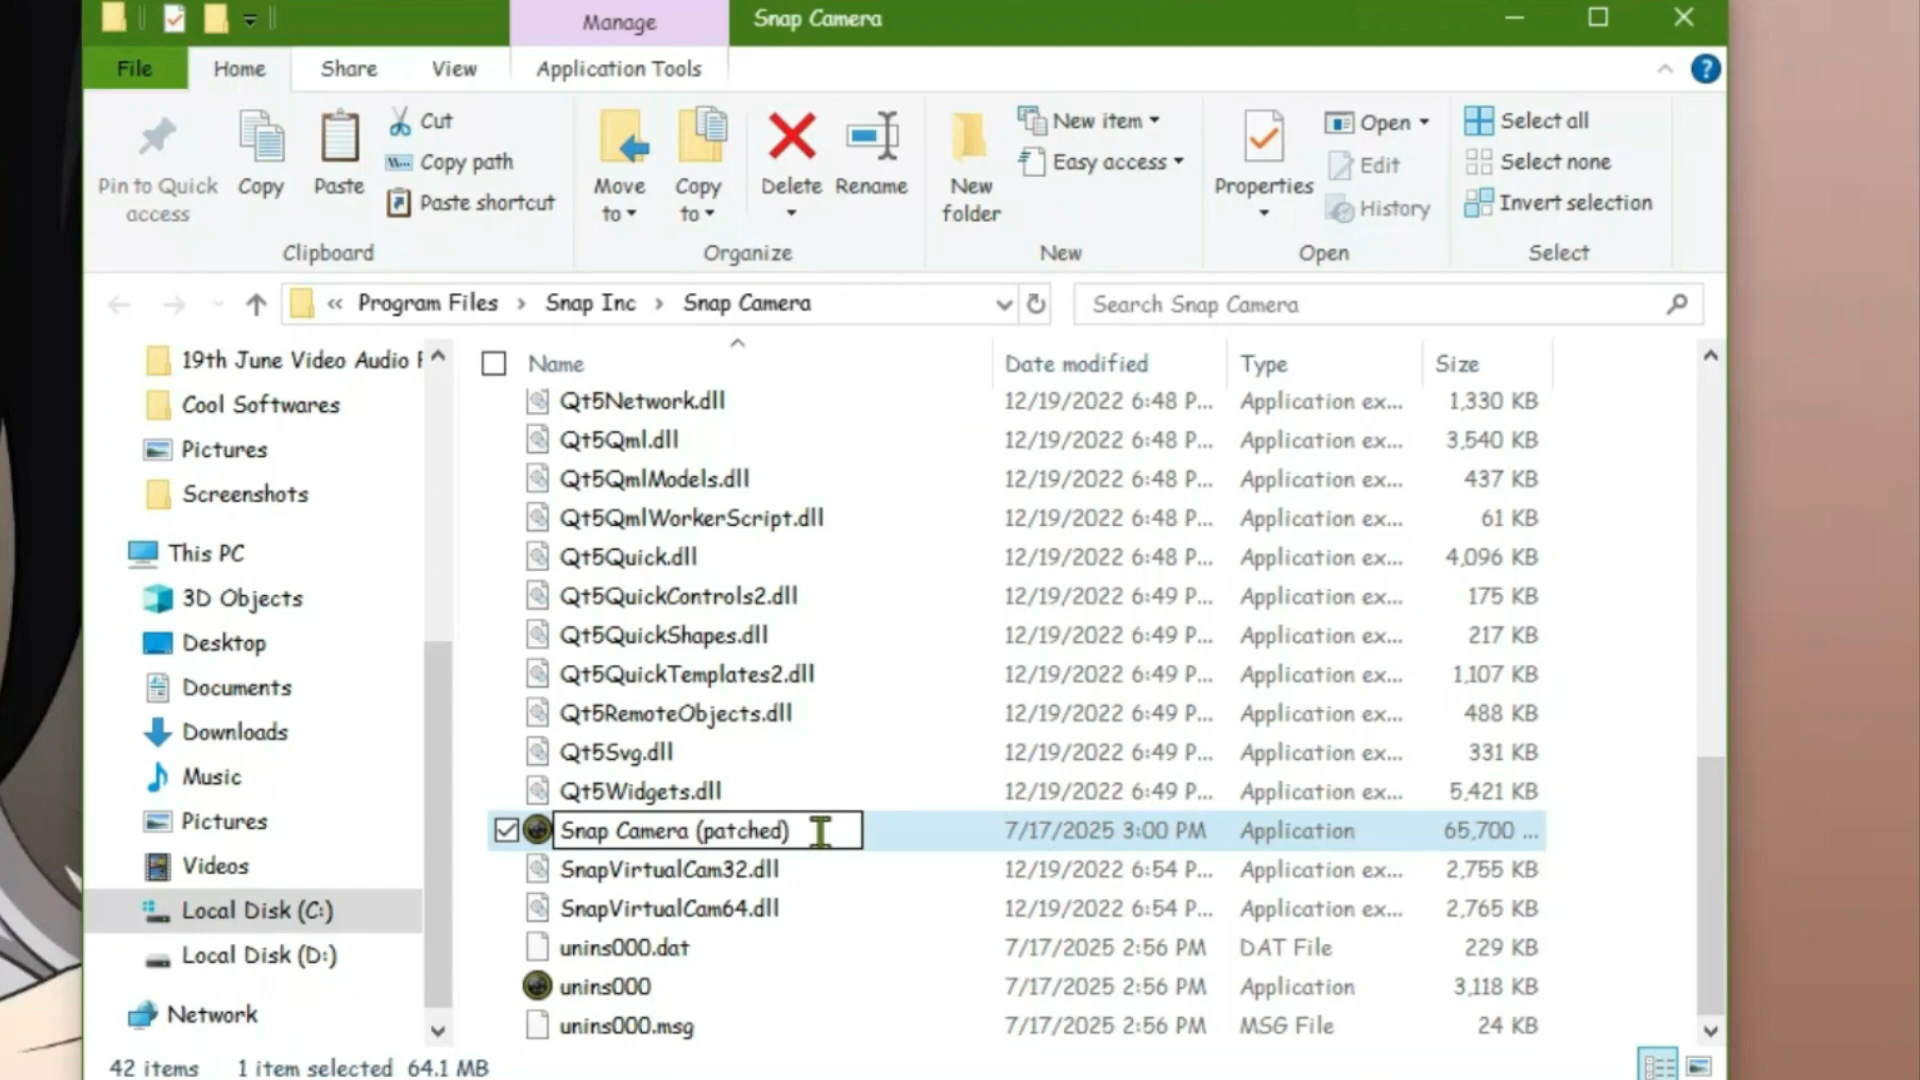 Manage
Snap Camera
File
Home
Share
View
Application Tools
?
Pin to Quick access
Copy
Paste
Cut
Copy path
Paste shortcut
Clipboard
Move to
Copy to
Delete
Rename
Organize
New folder
New item
Easy access
New
Properties
Open
Edit
History
Open
Select all
Select none
Invert selection
Select
« Program Files › Snap Inc › Snap Camera
Search Snap Camera
19th June Video Audio
Cool Softwares
Pictures
Screenshots
This PC
3D Objects
Desktop
Documents
Downloads
Music
Pictures
Videos
Local Disk (C:)
Local Disk (D:)
Network
Name Date modified Type Size
Qt5Network.dll 12/19/2022 6:48 P... Application ex... 1,330 KB
Qt5Qml.dll 12/19/2022 6:48 P... Application ex... 3,540 KB
Qt5QmlModels.dll 12/19/2022 6:48 P... Application ex... 437 KB
Qt5QmlWorkerScript.dll 12/19/2022 6:48 P... Application ex... 61 KB
Qt5Quick.dll 12/19/2022 6:48 P... Application ex... 4,096 KB
Qt5QuickControls2.dll 12/19/2022 6:49 P... Application ex... 175 KB
Qt5QuickShapes.dll 12/19/2022 6:49 P... Application ex... 217 KB
Qt5QuickTemplates2.dll 12/19/2022 6:49 P... Application ex... 1,107 KB
Qt5RemoteObjects.dll 12/19/2022 6:49 P... Application ex... 488 KB
Qt5Svg.dll 12/19/2022 6:49 P... Application ex... 331 KB
Qt5Widgets.dll 12/19/2022 6:49 P... Application ex... 5,421 KB
Snap Camera (patched) 7/17/2025 3:00 PM Application 65,700 ...
SnapVirtualCam32.dll 12/19/2022 6:54 P... Application ex... 2,755 KB
SnapVirtualCam64.dll 12/19/2022 6:54 P... Application ex... 2,765 KB
unins000.dat 7/17/2025 2:56 PM DAT File 229 KB
unins000 7/17/2025 2:56 PM Application 3,118 KB
unins000.msg 7/17/2025 2:56 PM MSG File 24 KB
42 items 1 item selected 64.1 MB